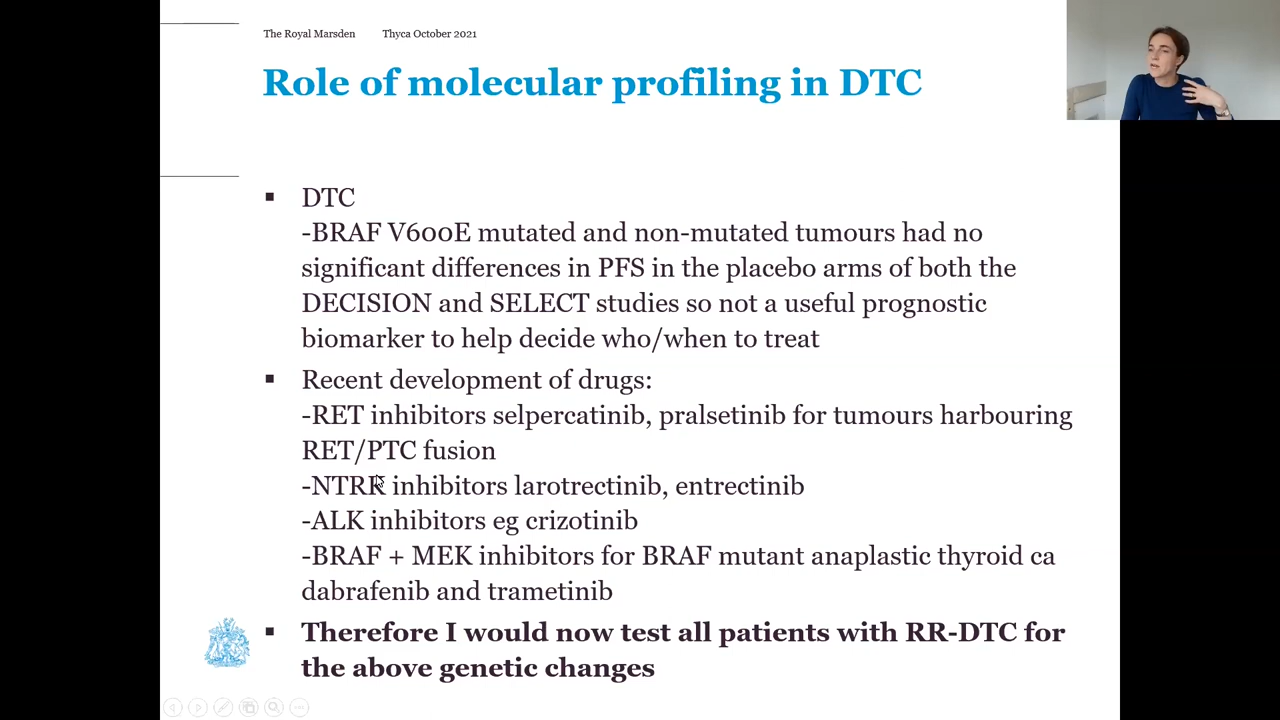 The Royal Marsden Thyca October 2021
Role of molecular profiling in DTC
▪ DTC
-BRAF V600E mutated and non-mutated tumours had no
significant differences in PFS in the placebo arms of both the
DECISION and SELECT studies so not a useful prognostic
biomarker to help decide who/when to treat
▪ Recent development of drugs:
-RET inhibitors selpercatinib, pralsetinib for tumours harbouring
RET/PTC fusion
-NTRK inhibitors larotrectinib, entrectinib
-ALK inhibitors eg crizotinib
-BRAF + MEK inhibitors for BRAF mutant anaplastic thyroid ca
dabrafenib and trametinib
▪ Therefore I would now test all patients with RR-DTC for
the above genetic changes